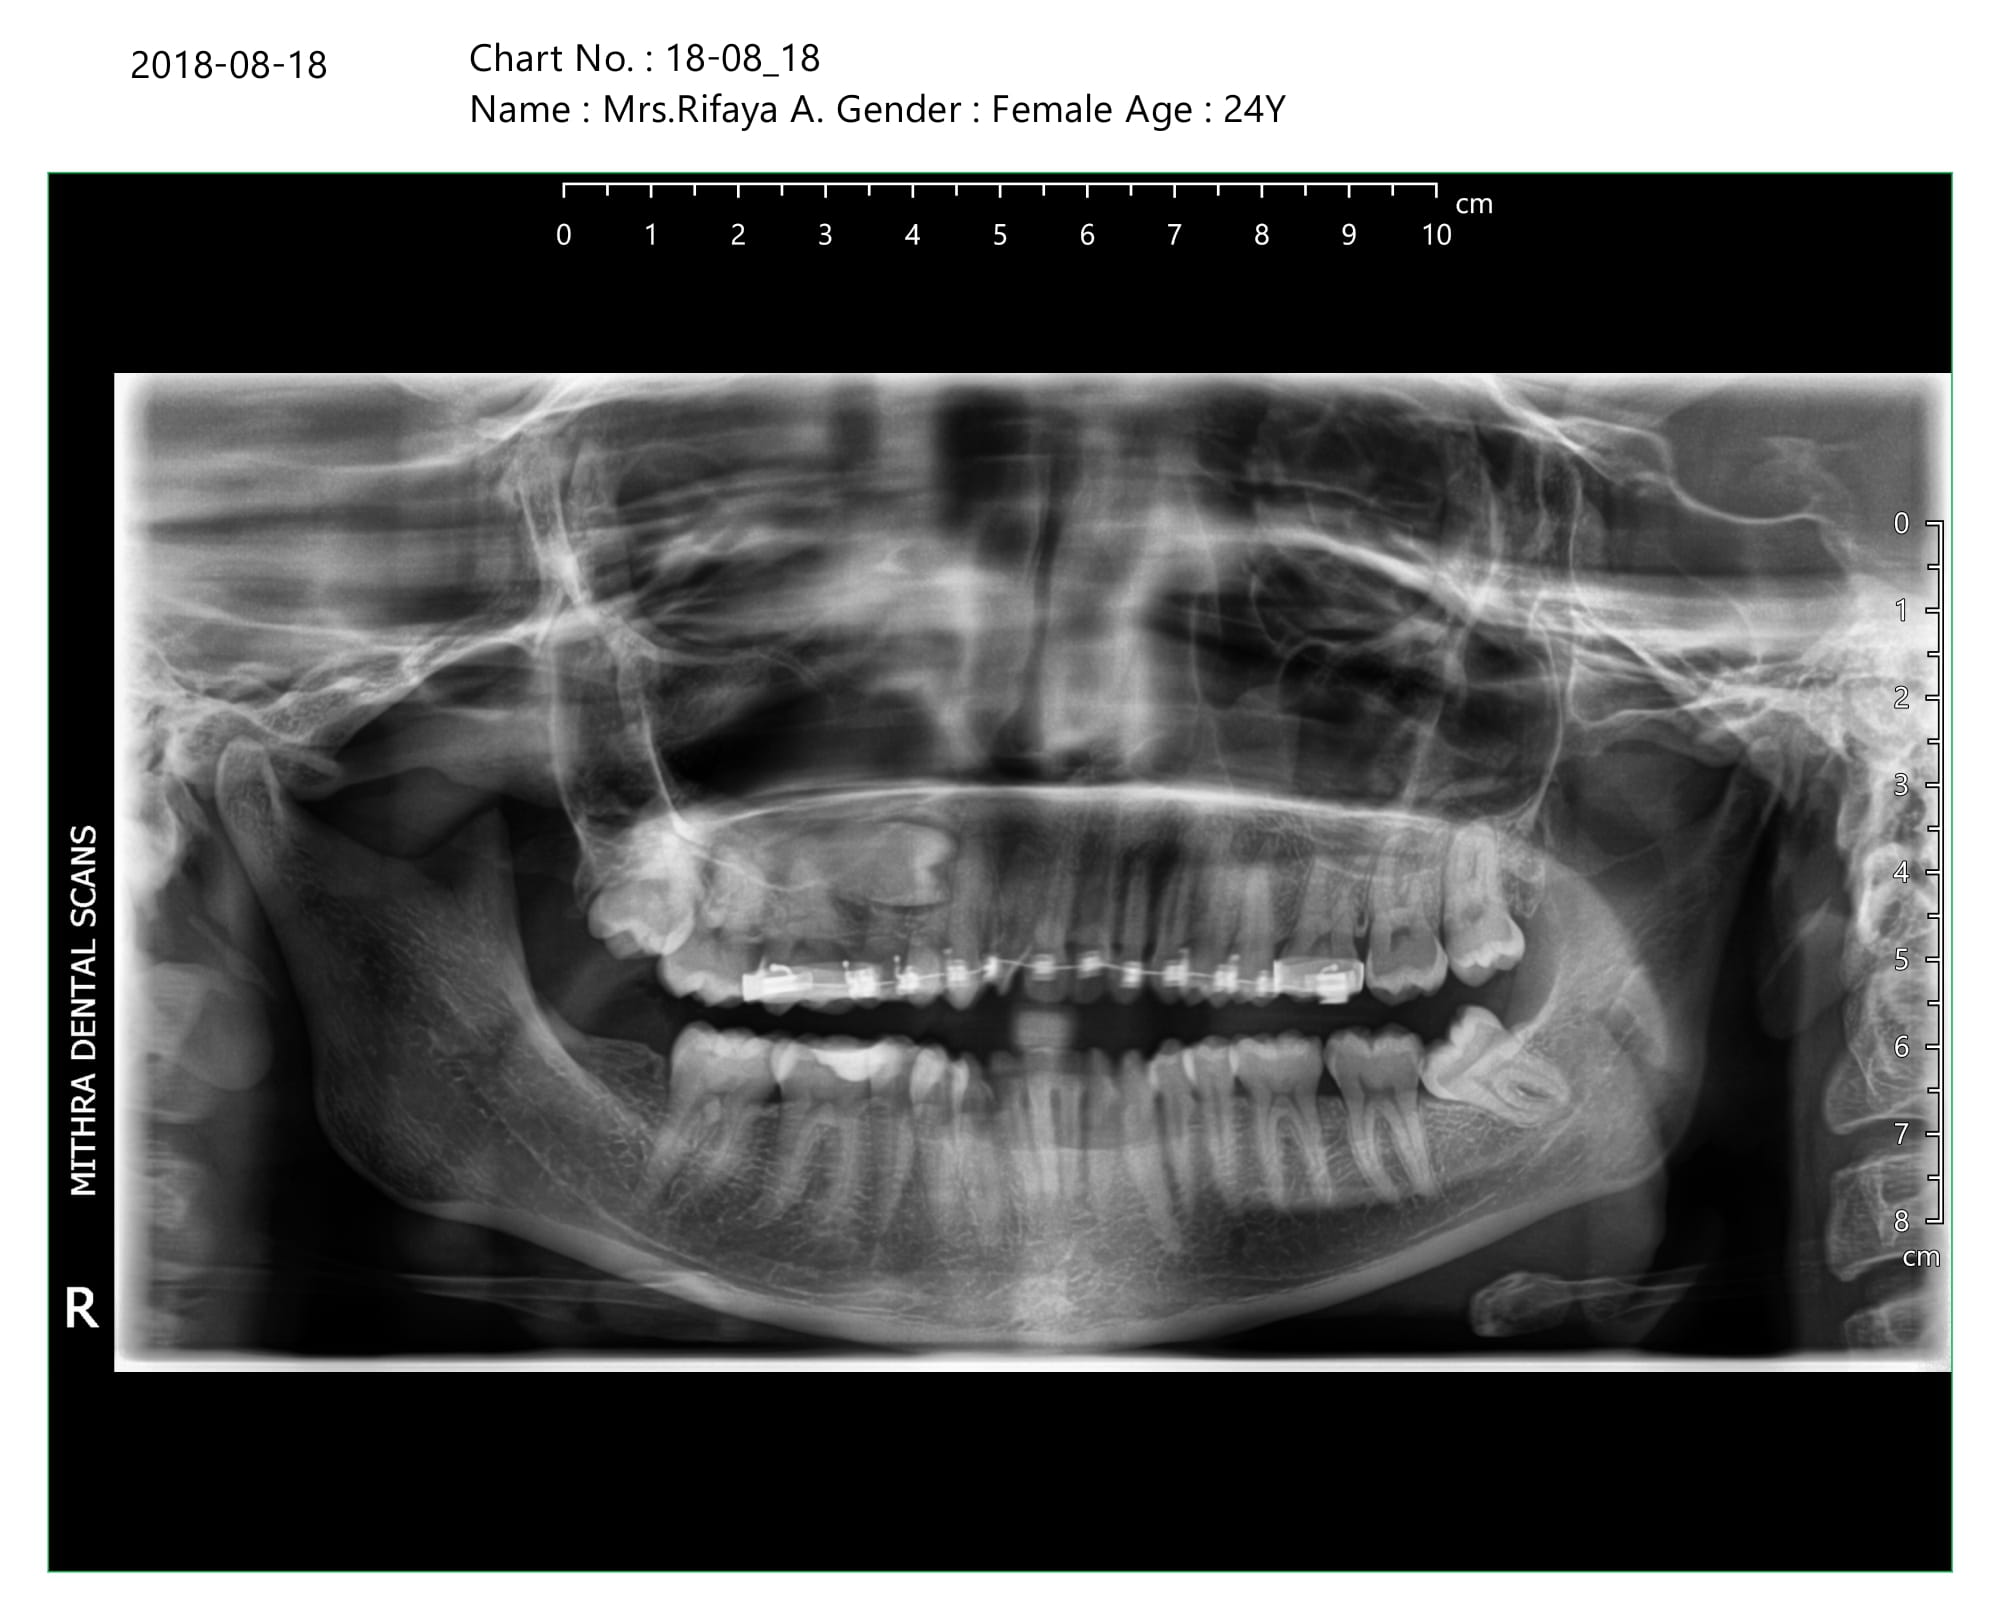 2018-08-18
Chart No. : 18-08_18
Name : Mrs.Rifaya A. Gender : Female Age : 24Y
0 1 2 3 4 5 6 7 8 9 10 cm
0
1
2
3
4
5
6
7
8
cm
MITHRA DENTAL SCANS
R